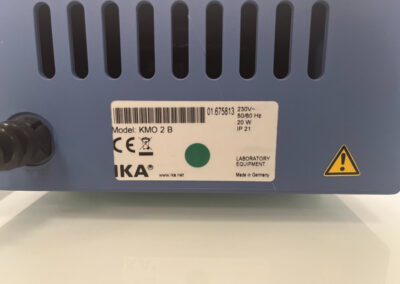 01.675813
230V~
50/60 Hz
20 W
IP 21
Model: KMO 2 B
CE
IKA®
www.ika.net
LABORATORY
EQUIPMENT
Made in Germany